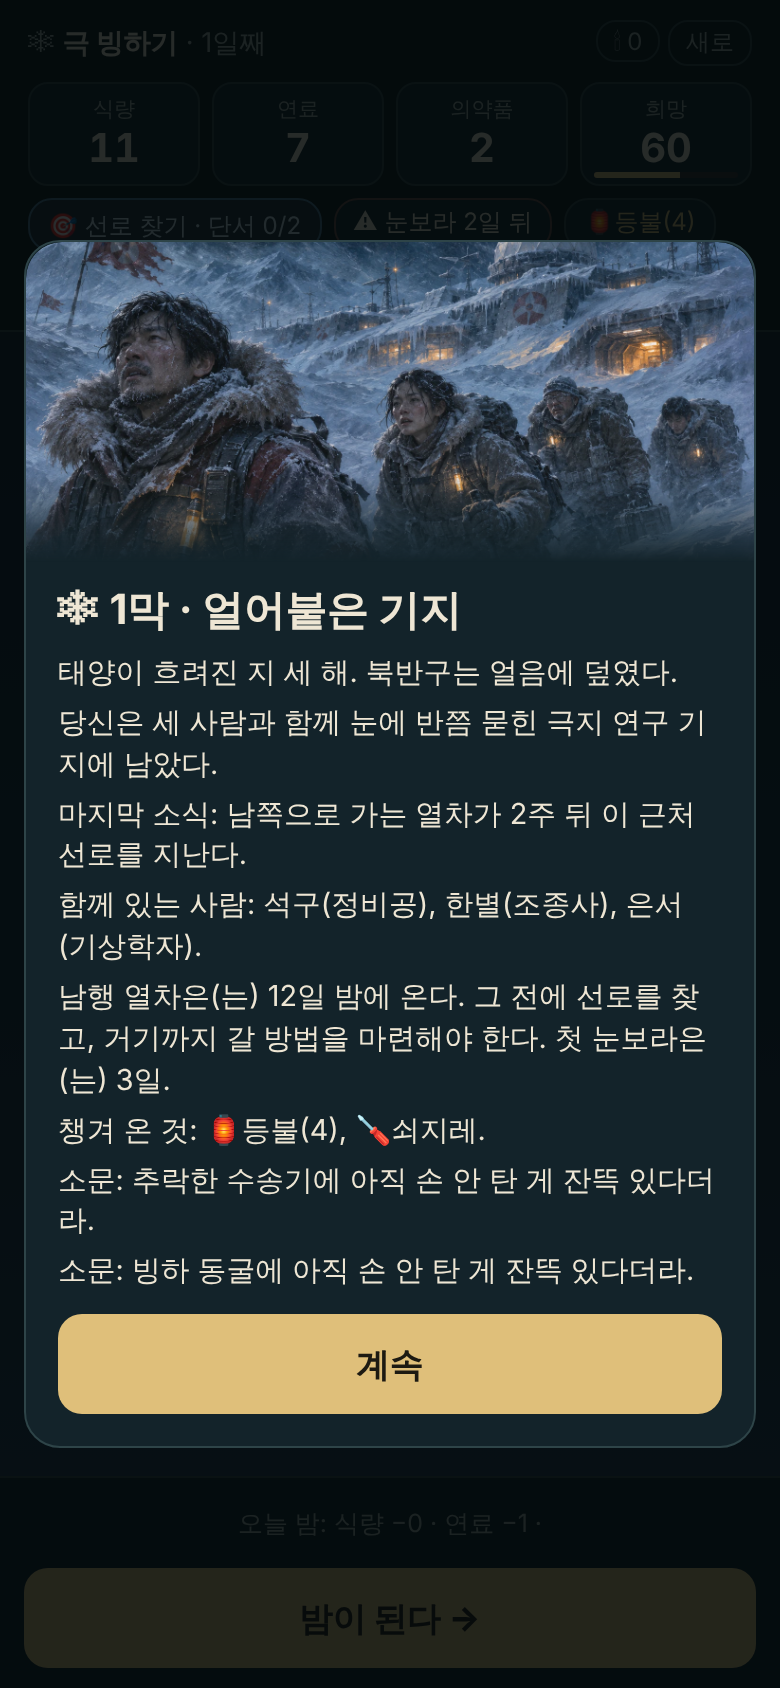 ❄ 극 빙하기 · 1일째
0
새로
식량
11
연료
7
의약품
2
희망
60
🎯 선로 찾기 · 단서 0/2
⚠ 눈보라 2일 뒤
🏮등불(4)
❄ 1막 · 얼어붙은 기지
태양이 흐려진 지 세 해. 북반구는 얼음에 덮였다.
당신은 세 사람과 함께 눈에 반쯤 묻힌 극지 연구 기
지에 남았다.
마지막 소식: 남쪽으로 가는 열차가 2주 뒤 이 근처
선로를 지난다.
함께 있는 사람: 석구(정비공), 한별(조종사), 은서
(기상학자).
남행 열차은(는) 12일 밤에 온다. 그 전에 선로를 찾
고, 거기까지 갈 방법을 마련해야 한다. 첫 눈보라은
(는) 3일.
챙겨 온 것: 🏮등불(4), 🪛쇠지레.
소문: 추락한 수송기에 아직 손 안 탄 게 잔뜩 있다더
라.
소문: 빙하 동굴에 아직 손 안 탄 게 잔뜩 있다더라.
계속
오늘 밤: 식량 −0 · 연료 −1 ·
밤이 된다 →